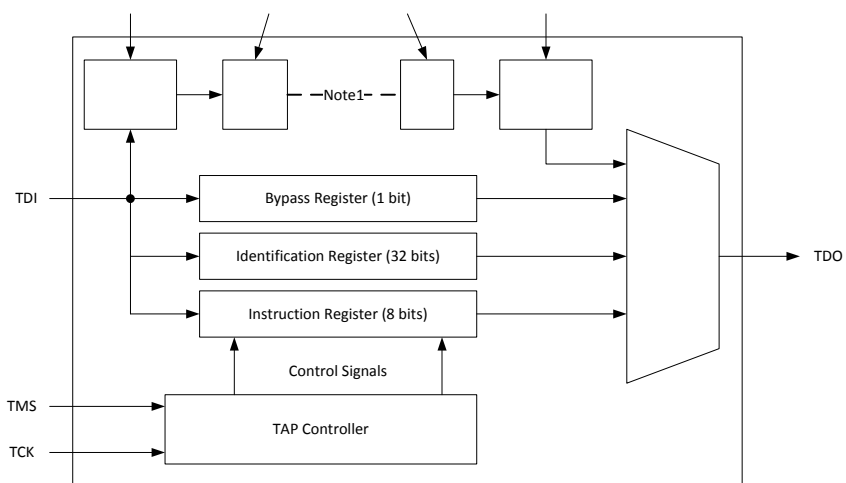 Note1
TDI
Bypass Register (1 bit)
Identification Register (32 bits)
TDO
Instruction Register (8 bits)
Control Signals
TMS
TAP Controller
TCK